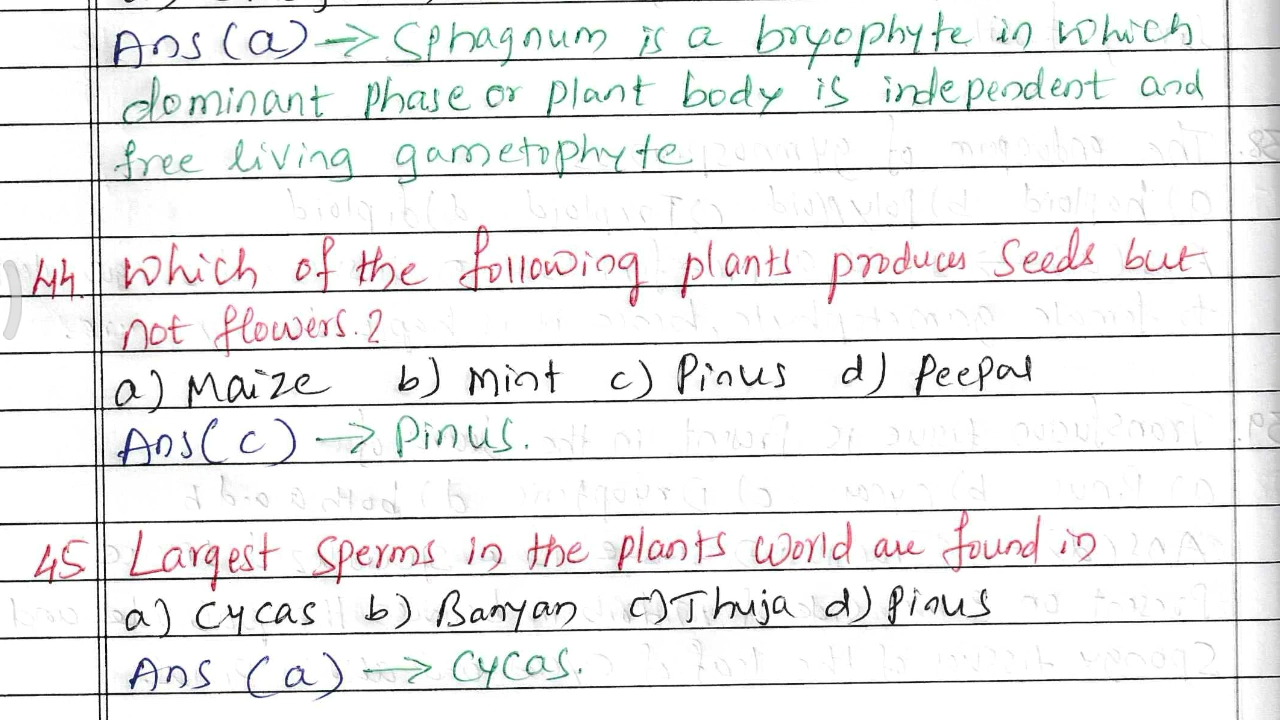 Ans (a) → Sphagnum is a bryophyte in which
dominant phase or plant body is independent and
free living gametophyte
44. Which of the following plants produces Seeds but
not flowers.?
a) Maize b) Mint c) Pinus d) Peepal
Ans (c) → Pinus.
45 Largest Sperms in the plants world are found in
a) Cycas b) Banyan c) Thuja d) Pinus
Ans (a) → Cycas.